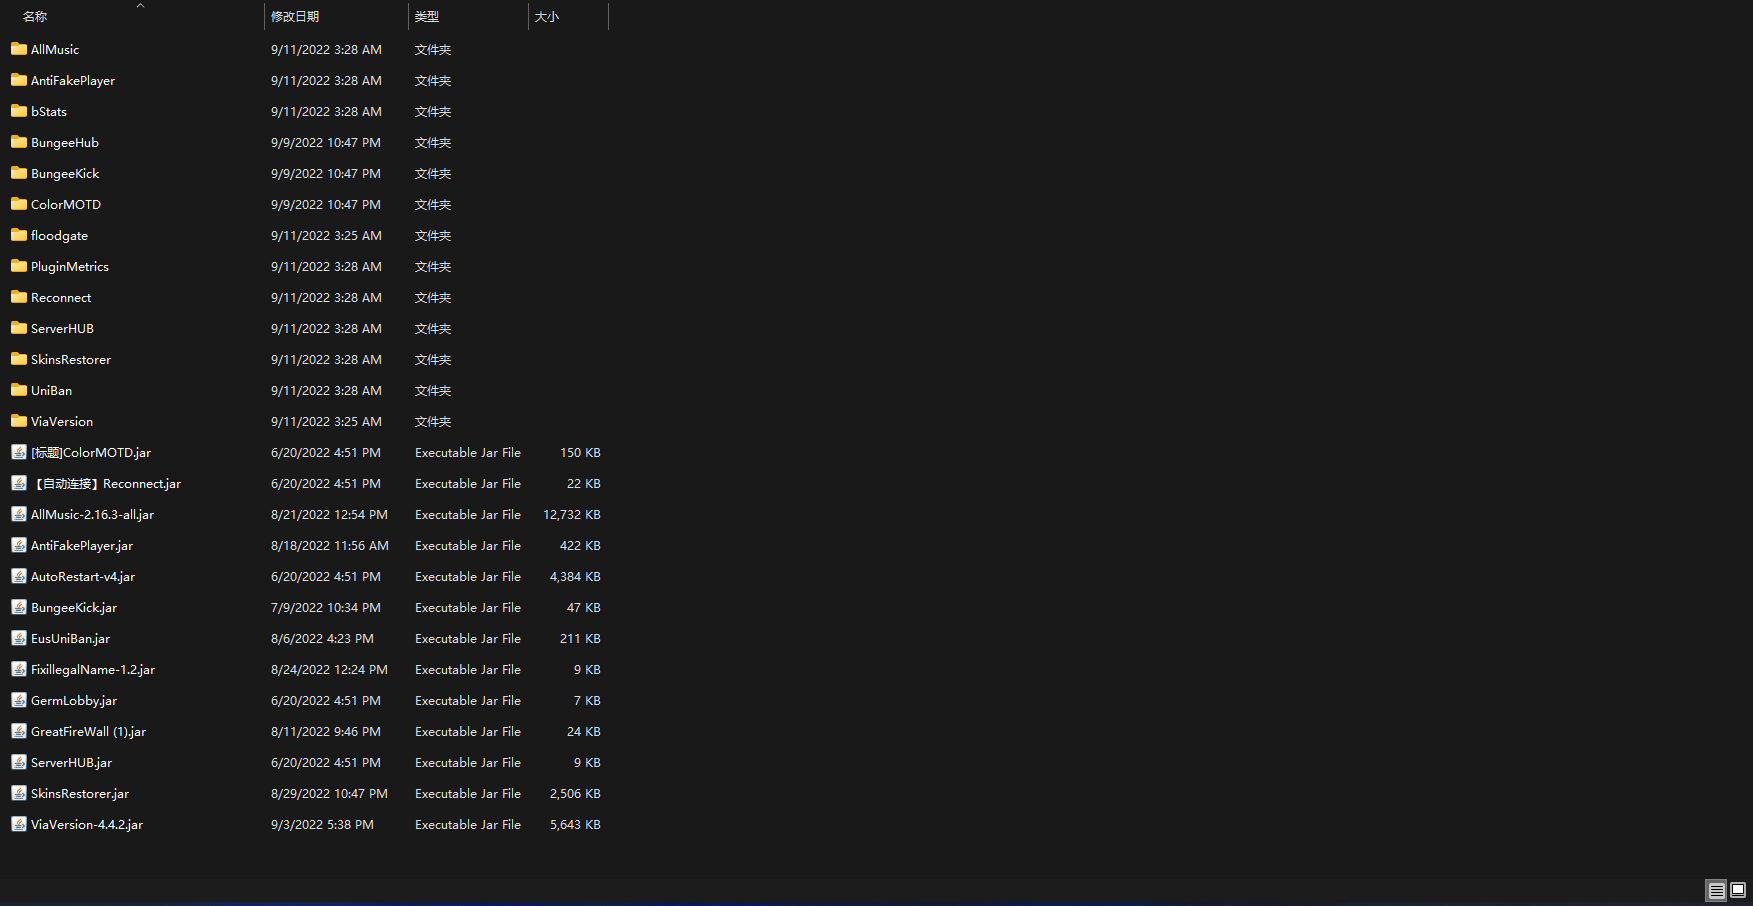 名称 修改日期 类型 大小
AllMusic 9/11/2022 3:28 AM 文件夹
AntiFakePlayer 9/11/2022 3:28 AM 文件夹
bStats 9/11/2022 3:28 AM 文件夹
BungeeHub 9/9/2022 10:47 PM 文件夹
BungeeKick 9/9/2022 10:47 PM 文件夹
ColorMOTD 9/9/2022 10:47 PM 文件夹
floodgate 9/11/2022 3:25 AM 文件夹
PluginMetrics 9/11/2022 3:28 AM 文件夹
Reconnect 9/11/2022 3:28 AM 文件夹
ServerHUB 9/11/2022 3:28 AM 文件夹
SkinsRestorer 9/11/2022 3:28 AM 文件夹
UniBan 9/11/2022 3:28 AM 文件夹
ViaVersion 9/11/2022 3:25 AM 文件夹
[标题]ColorMOTD.jar 6/20/2022 4:51 PM Executable Jar File 150 KB
【自动连接】Reconnect.jar 6/20/2022 4:51 PM Executable Jar File 22 KB
AllMusic-2.16.3-all.jar 8/21/2022 12:54 PM Executable Jar File 12,732 KB
AntiFakePlayer.jar 8/18/2022 11:56 AM Executable Jar File 422 KB
AutoRestart-v4.jar 6/20/2022 4:51 PM Executable Jar File 4,384 KB
BungeeKick.jar 7/9/2022 10:34 PM Executable Jar File 47 KB
EusUniBan.jar 8/6/2022 4:23 PM Executable Jar File 211 KB
FixillegalName-1.2.jar 8/24/2022 12:24 PM Executable Jar File 9 KB
GermLobby.jar 6/20/2022 4:51 PM Executable Jar File 7 KB
GreatFireWall (1).jar 8/11/2022 9:46 PM Executable Jar File 24 KB
ServerHUB.jar 6/20/2022 4:51 PM Executable Jar File 9 KB
SkinsRestorer.jar 8/29/2022 10:47 PM Executable Jar File 2,506 KB
ViaVersion-4.4.2.jar 9/3/2022 5:38 PM Executable Jar File 5,643 KB